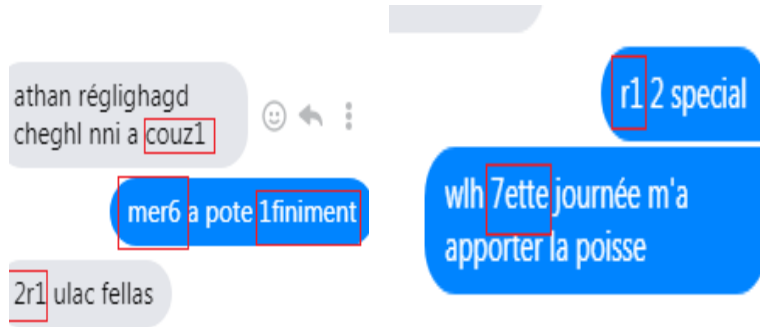 athan réglighagd
cheghl nni a couz1
mer6 a pote 1finiment
2r1 ulac fellas
r1 2 special
wlh 7ette journée m'a
apporter la poisse